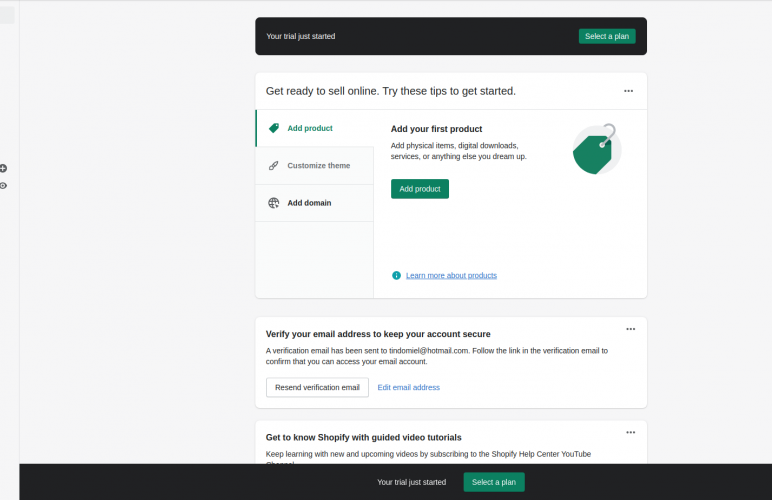 Your trial just started
Select a plan
Get ready to sell online. Try these tips to get started.
Add product
Customize theme
Add domain
Add your first product
Add physical items, digital downloads,
services, or anything else you dream up.
Add product
Learn more about products
Verify your email address to keep your account secure
A verification email has been sent to tindomiel@hotmail.com. Follow the link in the verification email to
confirm that you can access your email account.
Resend verification email
Edit email address
Get to know Shopify with guided video tutorials
Keep learning with new and upcoming videos by subscribing to the Shopify Help Center YouTube
Your trial just started
Select a plan